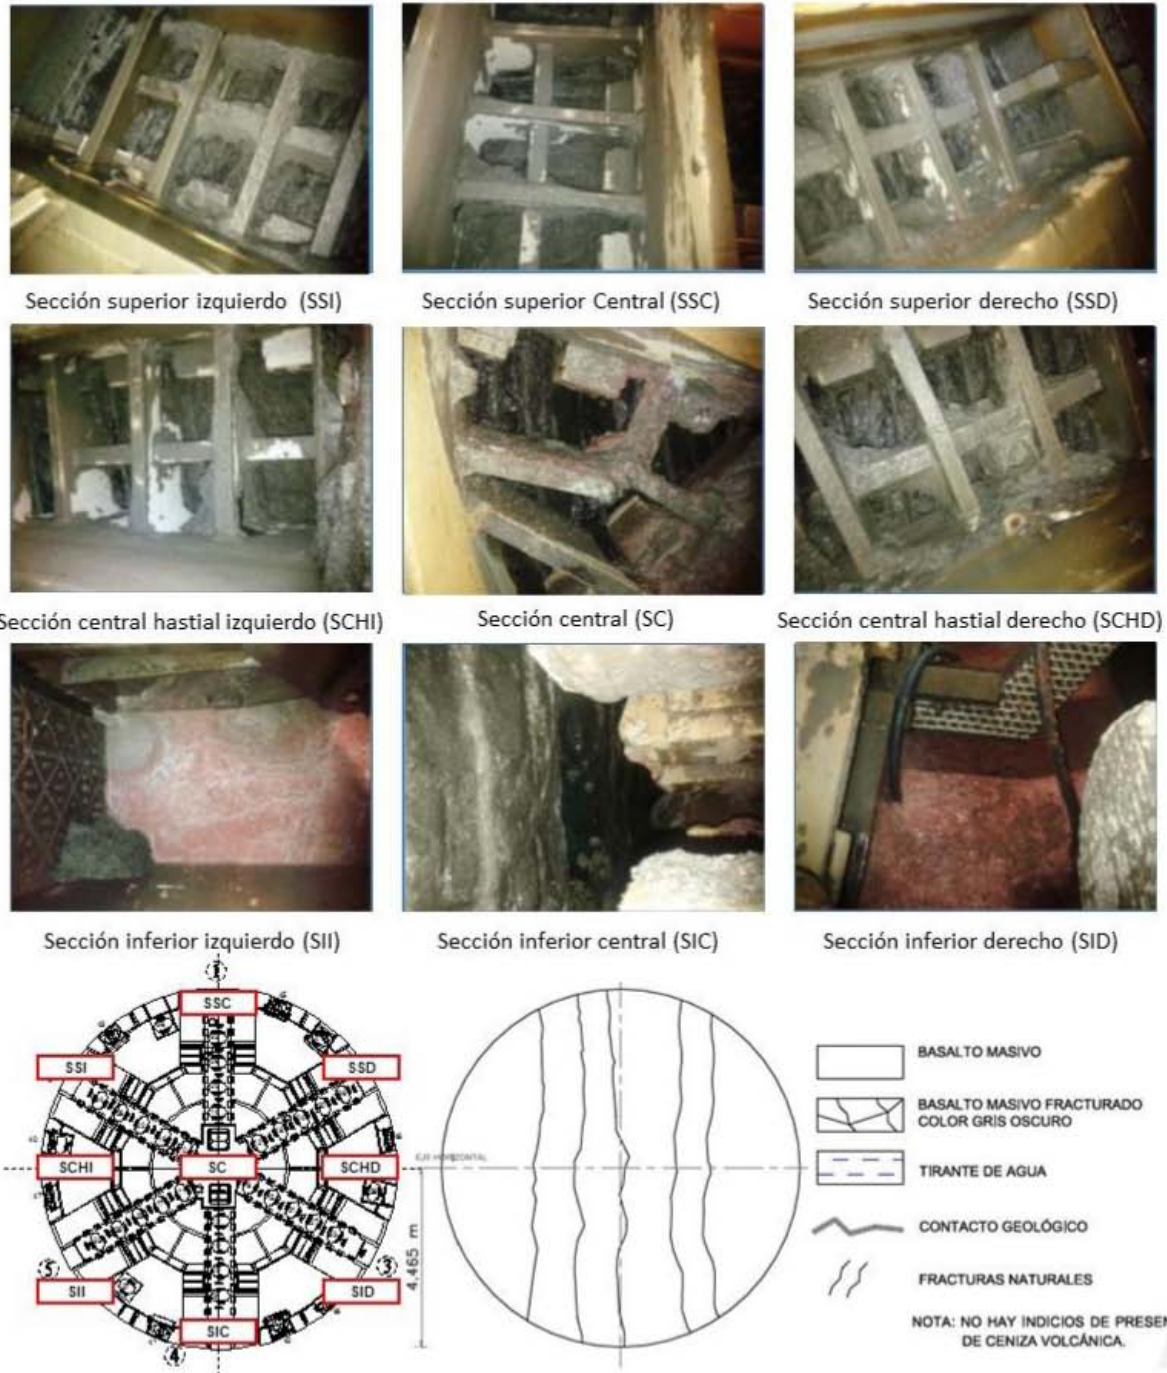 Sección superior izquierdo (SSI)
Sección superior Central (SSC)
Sección superior derecho (SSD)
Sección central hastial izquierdo (SCHI)
Sección central (SC)
Sección central hastial derecho (SCHD)
Sección inferior izquierdo (SII)
Sección inferior central (SIC)
Sección inferior derecho (SID)
1
SSC
SSI
SSD
SCHI
SC
SCHD
5
3
SII
SID
SIC
4
EJE HORIZONTAL
4.465 m
BASALTO MASIVO
BASALTO MASIVO FRACTURADO
COLOR GRIS OSCURO
TIRANTE DE AGUA
CONTACTO GEOLÓGICO
FRACTURAS NATURALES
NOTA: NO HAY INDICIOS DE PRESEN
DE CENIZA VOLCÁNICA.